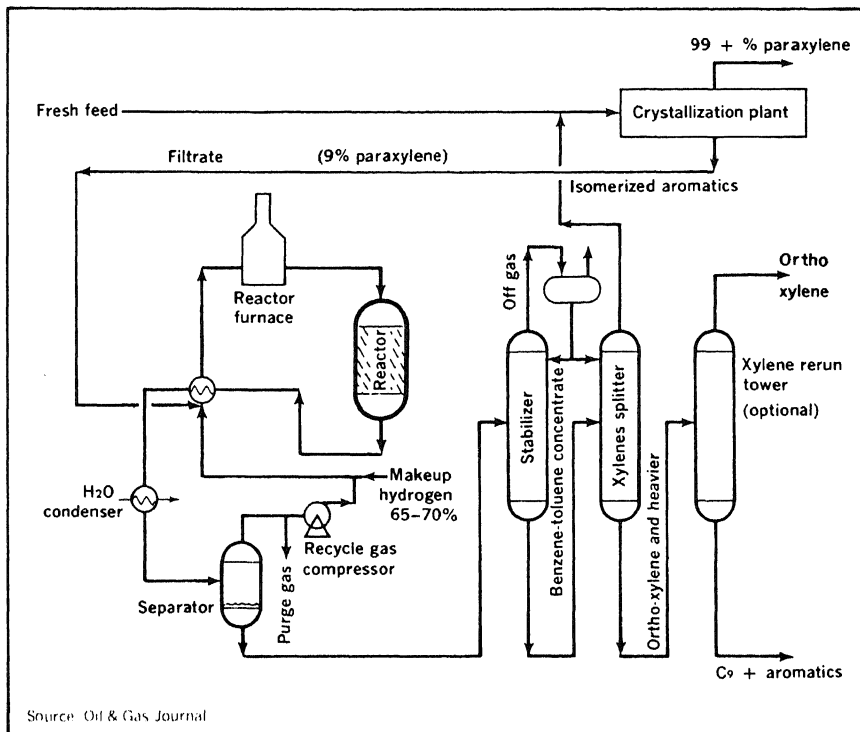 99 + % paraxylene
Fresh feed
Crystallization plant
Filtrate (9% paraxylene)
Isomerized aromatics
Reactor
furnace
Reactor
Off gas
Ortho
xylene
Stabilizer
Benzene-toluene concentrate
Xylenes splitter
Xylene rerun
tower
(optional)
H2O
condenser
Makeup
hydrogen
65-70%
Recycle gas
compressor
Purge gas
Separator
Ortho-xylene and heavier
C9 + aromatics
Source Oil & Gas Journal